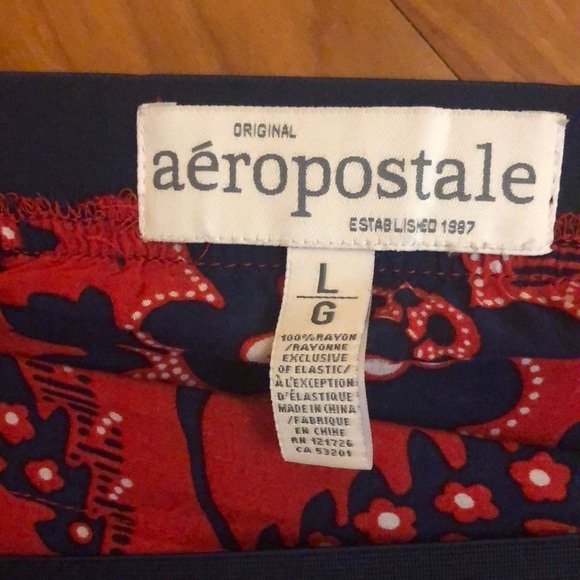 ORIGINAL
aéropostale
ESTABLISHED 1987
L
G
100% RAYON
/RAYONNE
EXCLUSIVE
OF ELASTIC/
À L'EXCEPTION
D'ÉLASTIQUE
MADE IN CHINA
/FABRIQUE
EN CHINE
RN 121726
CA 53201